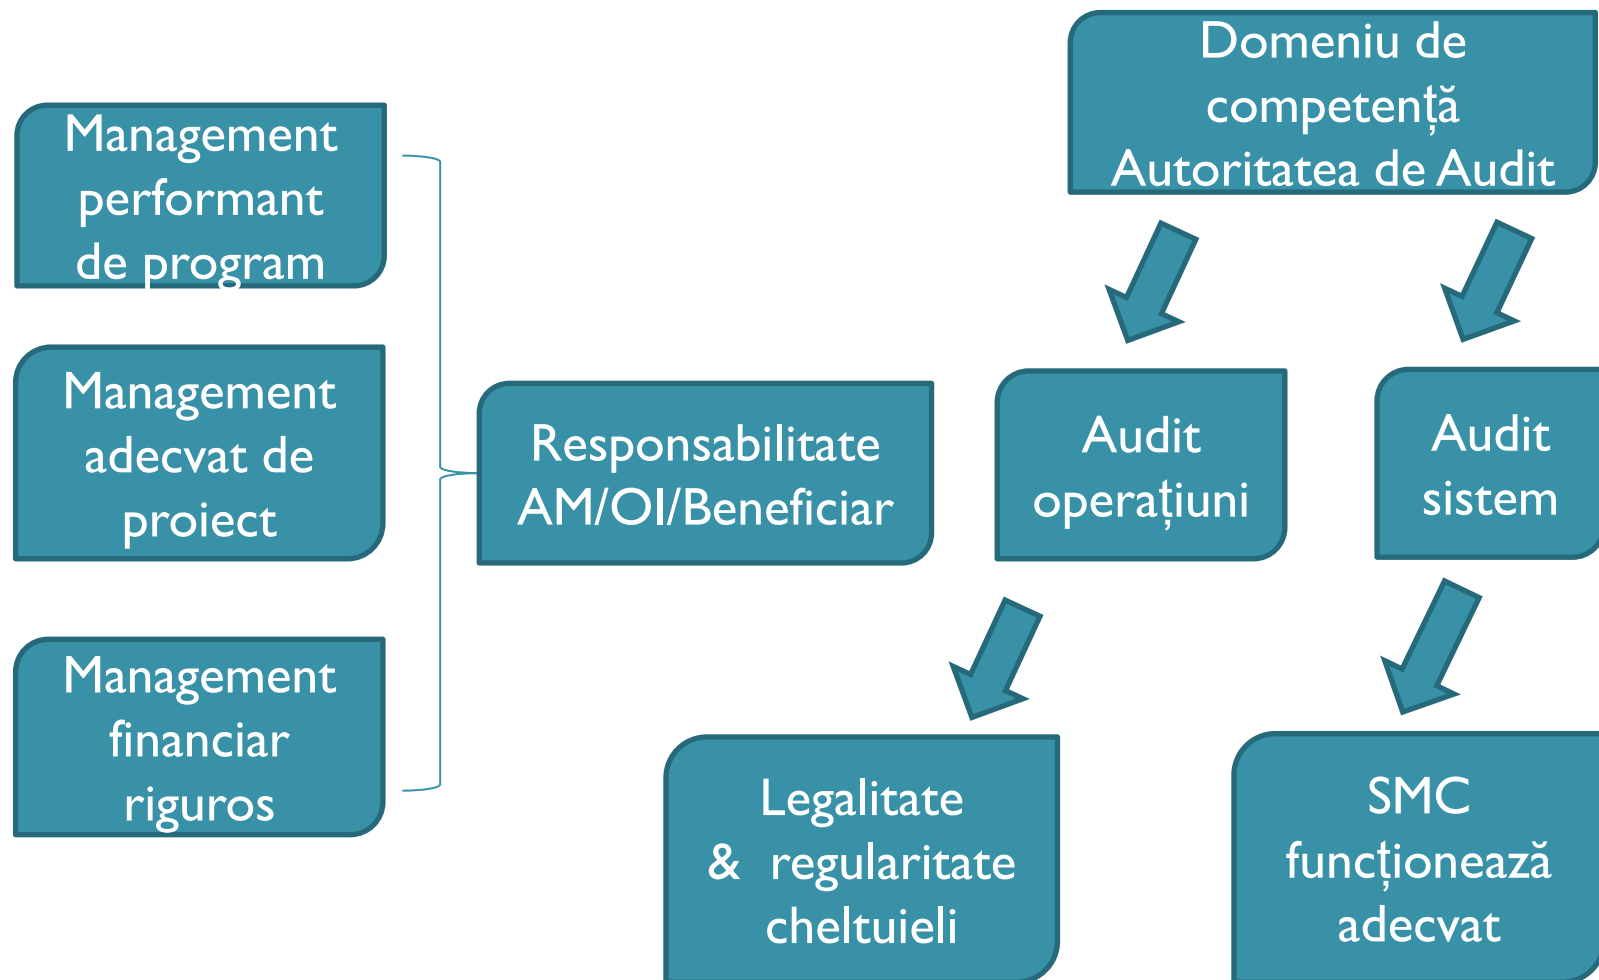 Management
performant
de program
Management
adecvat de
proiect
Management
financiar
riguros
Responsabilitate
AM/OI/Beneficiar
Domeniu de
competență
Autoritatea de Audit
Audit
operațiuni
Audit
sistem
Legalitate
& regularitate
cheltuieli
SMC
funcționează
adecvat